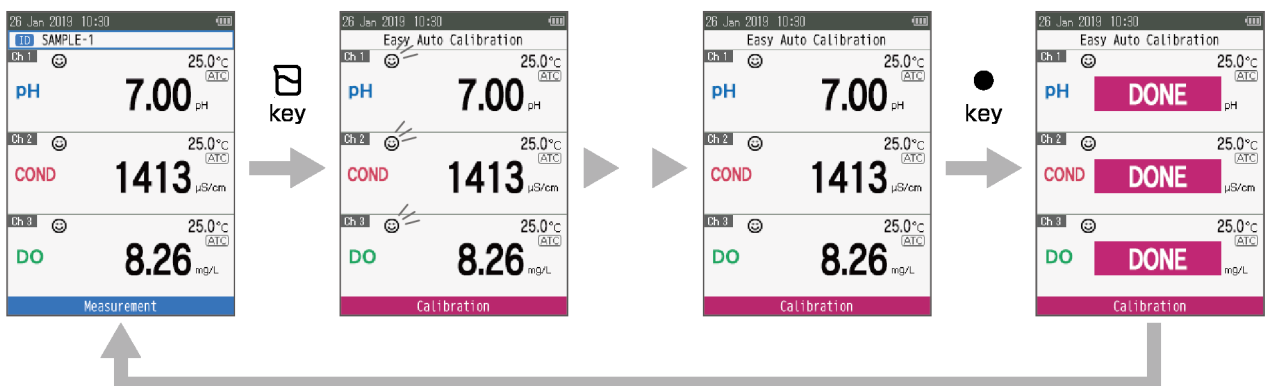 26 Jan 2019 10:30
ID SAMPLE-1
Ch 1
25.0°C
ATC
pH
7.00 pH
Ch 2
25.0°C
ATC
COND
1413 µS/cm
Ch 3
25.0°C
ATC
DO
8.26 mg/L
Measurement
key
26 Jan 2019 10:30
Easy Auto Calibration
Ch 1
25.0°C
ATC
pH
7.00 pH
Ch 2
25.0°C
ATC
COND
1413 µS/cm
Ch 3
25.0°C
ATC
DO
8.26 mg/L
Calibration
26 Jan 2019 10:30
Easy Auto Calibration
Ch 1
25.0°C
ATC
pH
7.00 pH
Ch 2
25.0°C
ATC
COND
1413 µS/cm
Ch 3
25.0°C
ATC
DO
8.26 mg/L
Calibration
key
26 Jan 2019 10:30
Easy Auto Calibration
Ch 1
25.0°C
ATC
pH
DONE pH
Ch 2
25.0°C
ATC
COND
DONE µS/cm
Ch 3
25.0°C
ATC
DO
DONE mg/L
Calibration